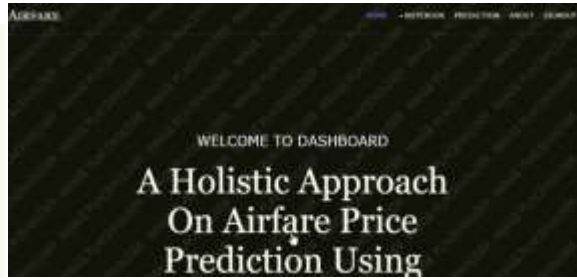 AIRFARE
HOME NOTEBOOK PREDICTION ABOUT SIGNOUT
WELCOME TO DASHBOARD
A Holistic Approach
On Airfare Price
Prediction Using